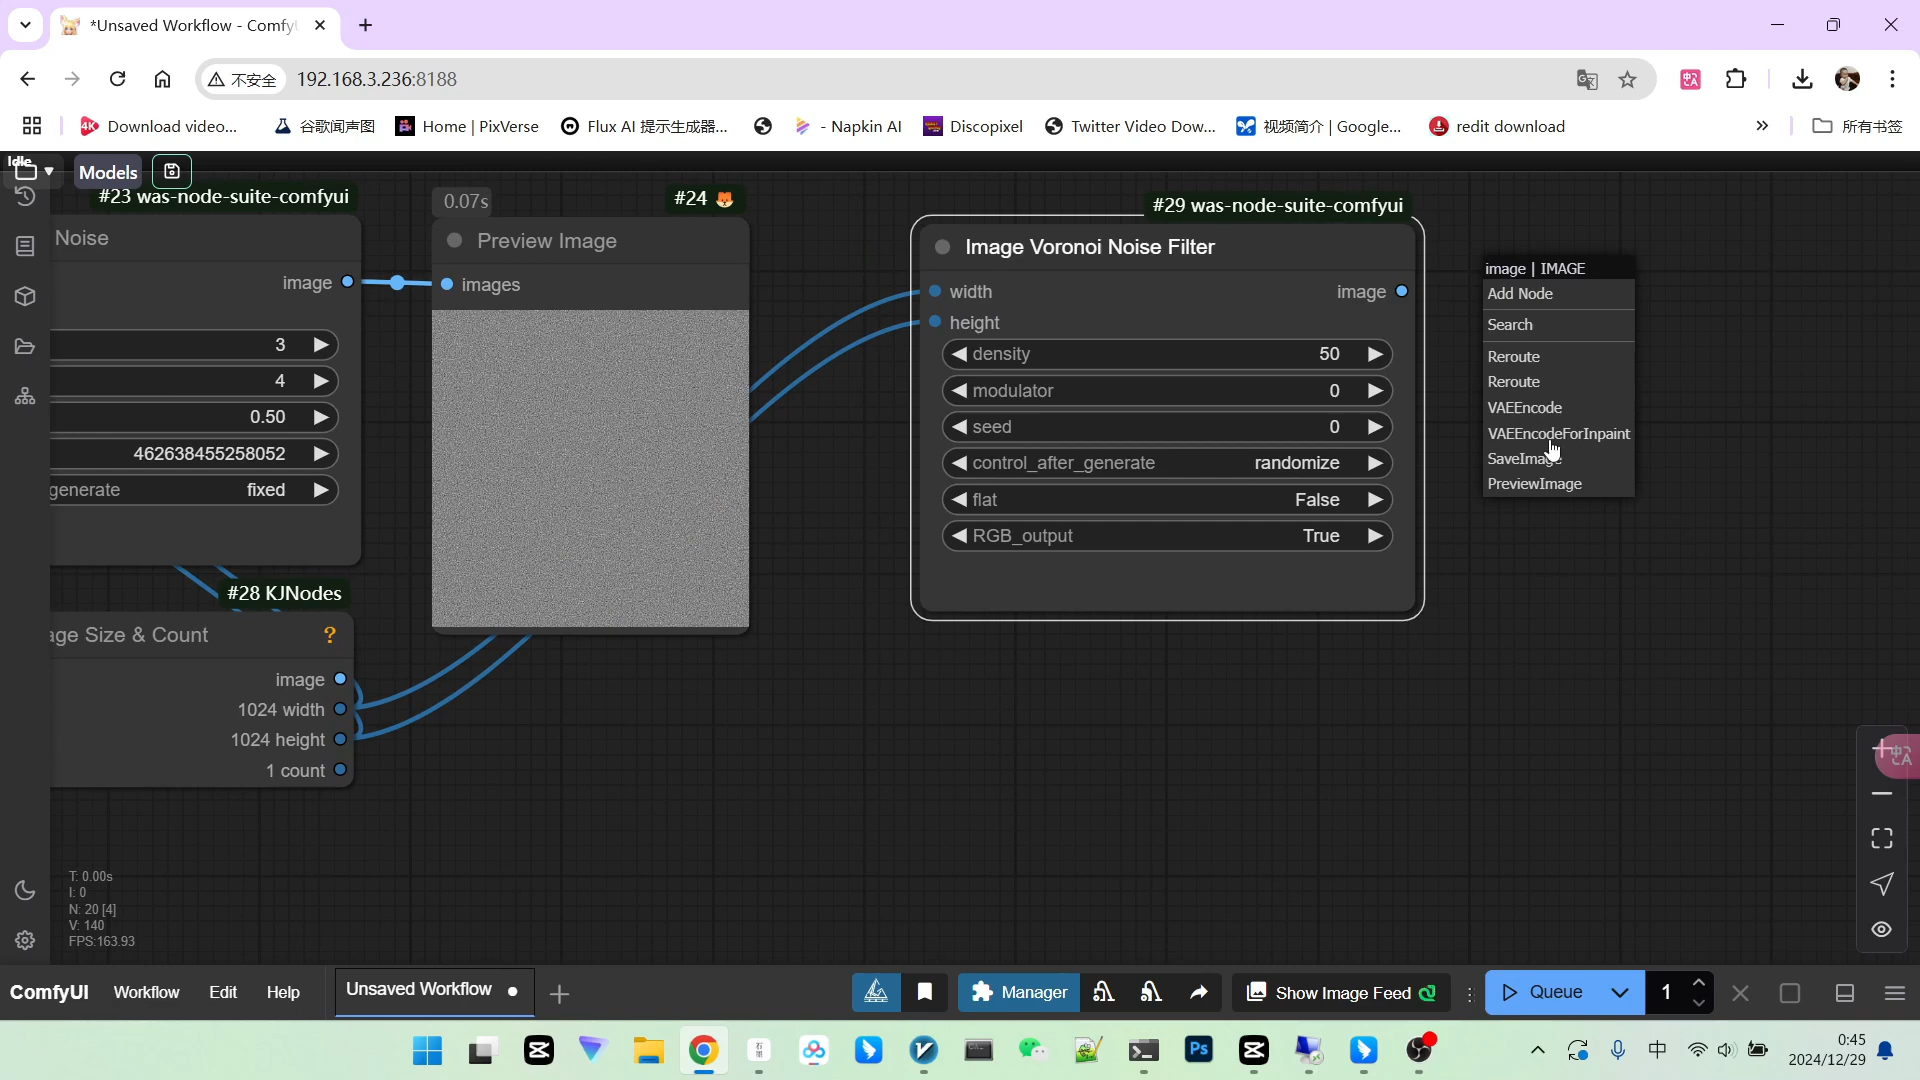 *Unsaved Workflow - ComfyU
不安全
192.168.3.236:8188
Download video...
谷歌闻声图
Home | PixVerse
Flux AI 提示生成器...
- Napkin AI
Discopixel
Twitter Video Dow...
视频简介 | Google...
redit download
所有书签
Idle
Models
#23 was-node-suite-comfyui
0.07s
#24
#29 was-node-suite-comfyui
Noise
image
3
4
0.50
462638455258052
generate fixed
Preview Image
images
Image Voronoi Noise Filter
width image
height
density 50
modulator 0
seed 0
control_after_generate randomize
flat False
RGB_output True
image | IMAGE
Add Node
Search
Reroute
Reroute
VAEEncode
VAEEncodeForInpaint
SaveImage
PreviewImage
#28 KJNodes
age Size & Count ?
image
1024 width
1024 height
1 count
T: 0.00s
I: 0
N: 20 [4]
V: 140
FPS:163.93
ComfyUI
Workflow
Edit
Help
Unsaved Workflow
Manager
Show Image Feed
Queue
1
中
0:45
2024/12/29